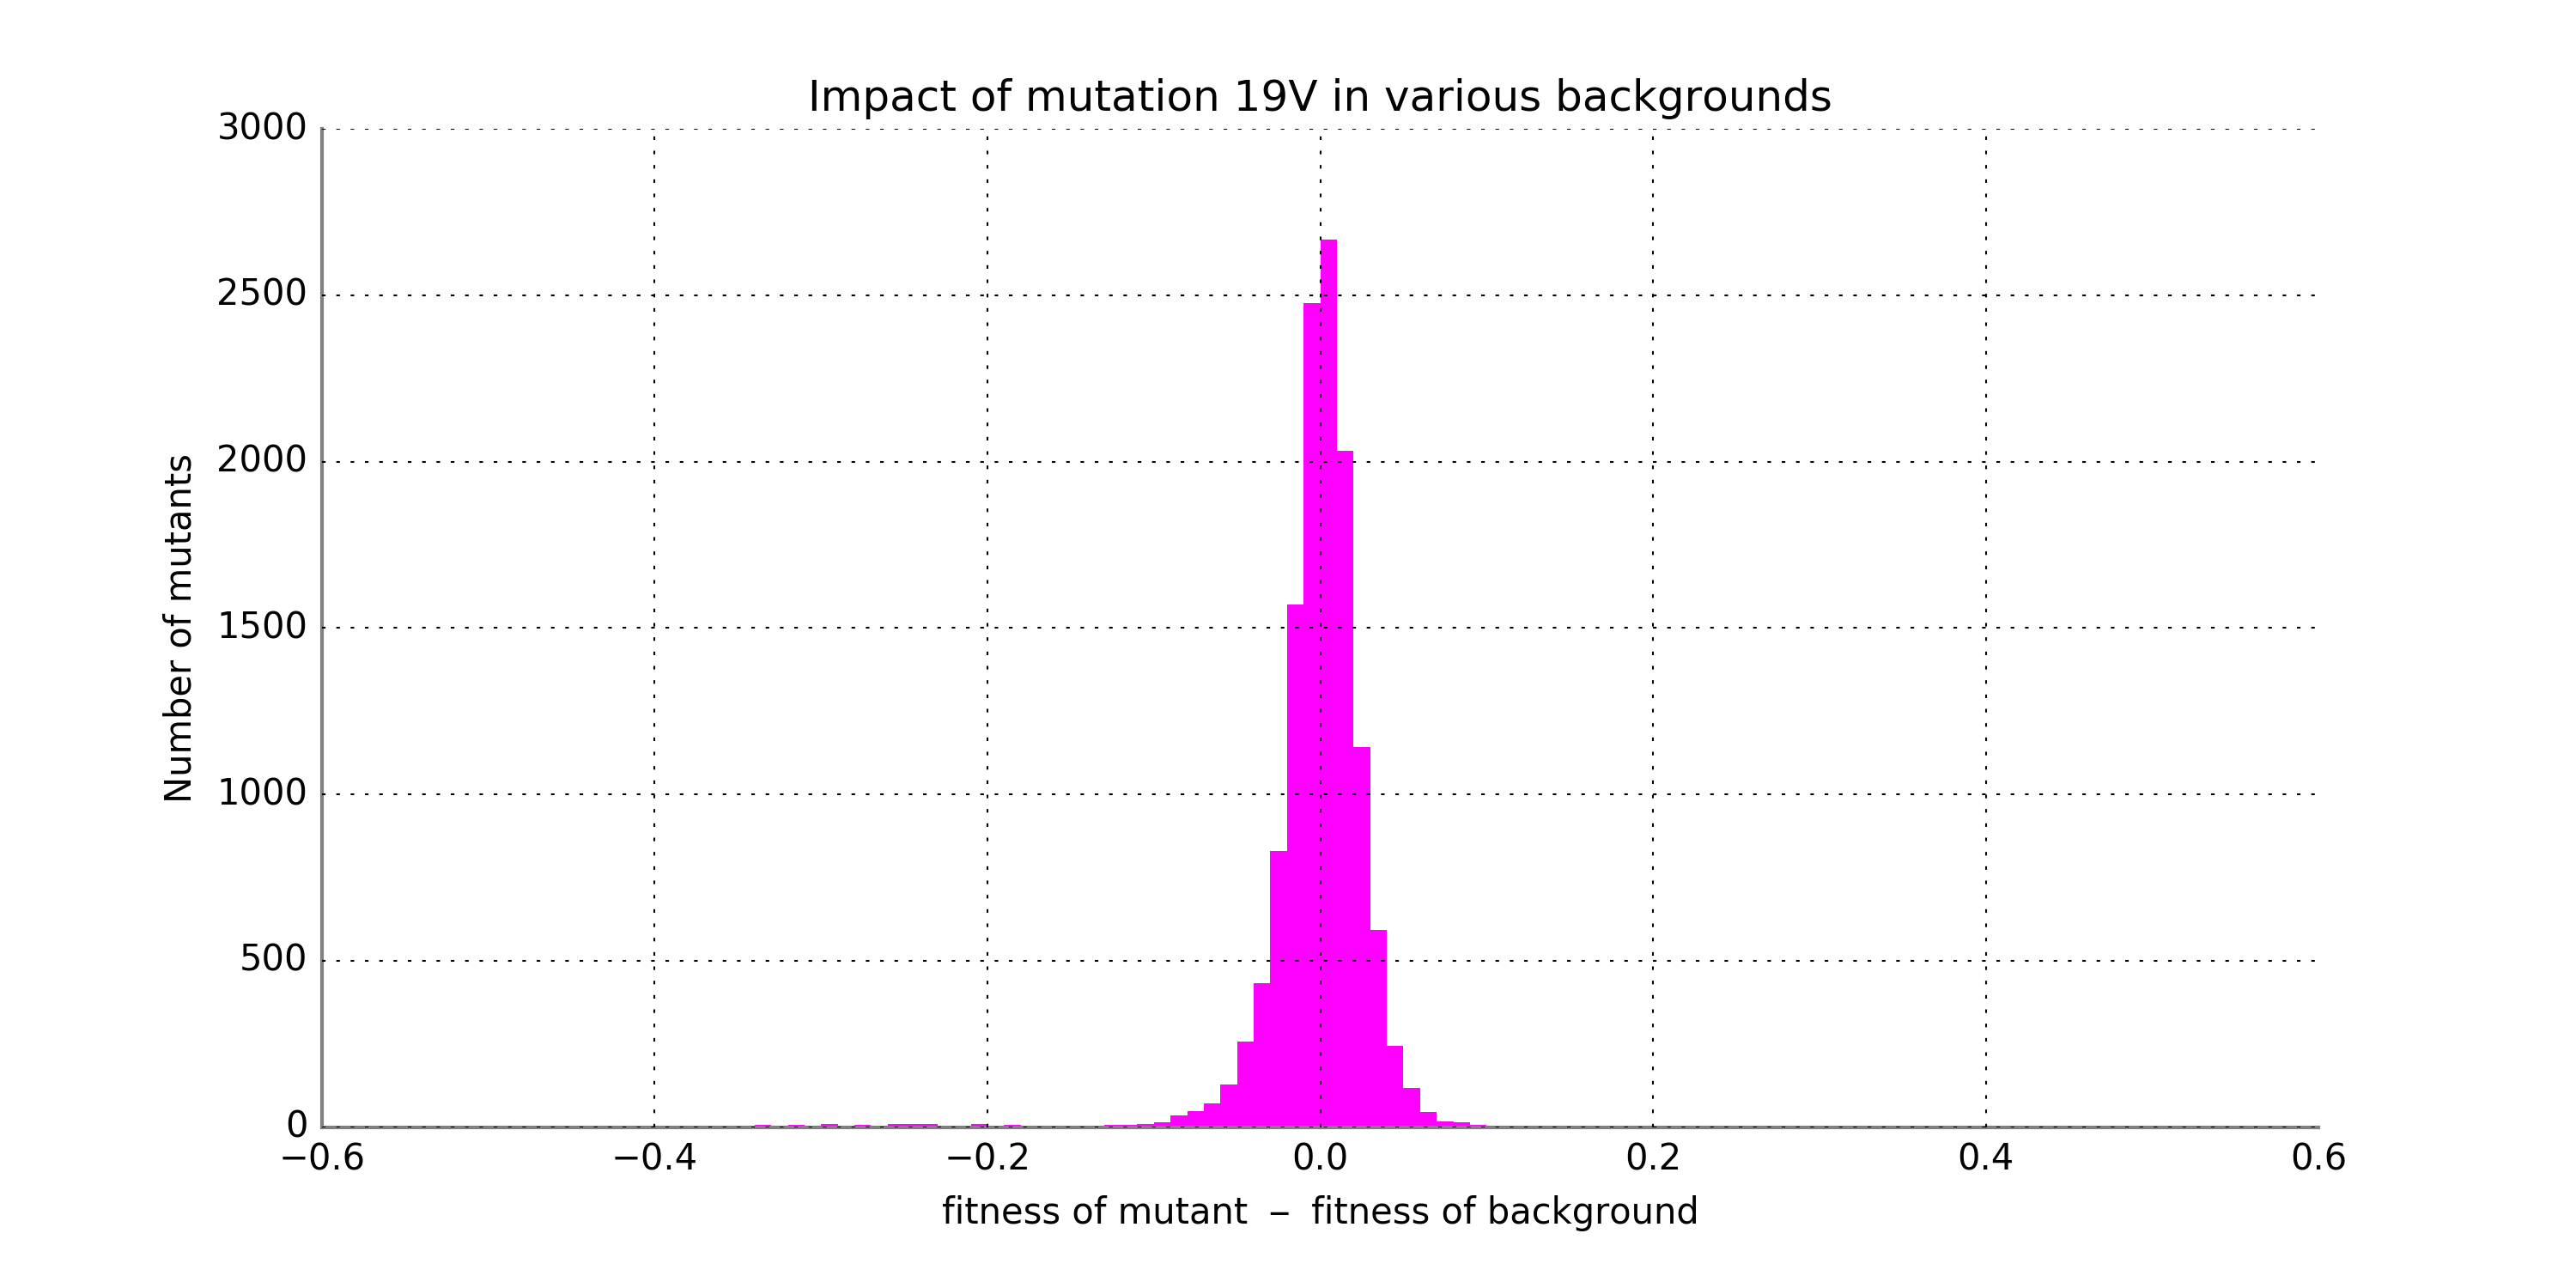 Impact of mutation 19V in various backgrounds
3000
2500
2000
1500
1000
500
0
Number of mutants
−0.6 −0.4 −0.2 0.0 0.2 0.4 0.6
fitness of mutant − fitness of background